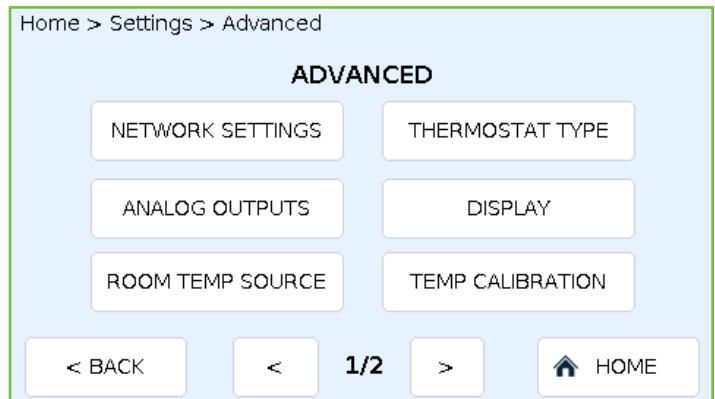 Home > Settings > Advanced
ADVANCED
NETWORK SETTINGS THERMOSTAT TYPE
ANALOG OUTPUTS DISPLAY
ROOM TEMP SOURCE TEMP CALIBRATION
< BACK < 1/2 > HOME